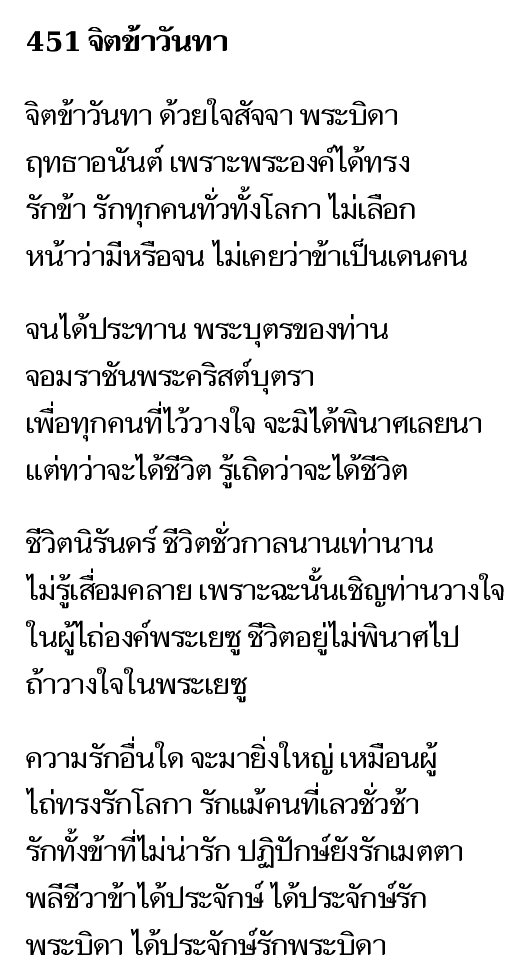 451 จิตข้าวันทา
จิตข้าวันทา ด้วยใจสัจจา พระบิดา
ฤทธาอนันต์ เพราะพระองค์ได้ทรง
รักข้า รักทุกคนทั่วทั้งโลกา ไม่เลือก
หน้าว่ามีหรือจน ไม่เคยว่าข้าเป็นเดนคน
จนได้ประทาน พระบุตรของท่าน
จอมราชันพระคริสต์บุตรา
เพื่อทุกคนที่ไว้วางใจ จะมิได้พินาศเลยนา
แต่ทว่าจะได้ชีวิต รู้เถิดว่าจะได้ชีวิต
ชีวิตนิรันดร์ ชีวิตชั่วกาลนานเท่านาน
ไม่รู้เสื่อมคลาย เพราะฉะนั้นเชิญท่านวางใจ
ในผู้ไถ่องค์พระเยซู ชีวิตอยู่ไม่พินาศไป
ถ้าวางใจในพระเยซู
ความรักอื่นใด จะมายิ่งใหญ่ เหมือนผู้
ไถ่ทรงรักโลกา รักแม้คนที่เลวชั่วช้า
รักทั้งข้าที่ไม่น่ารัก ปฏิปักษ์ยังรักเมตตา
พลีชีวาข้าได้ประจักษ์ ได้ประจักษ์รัก
พระบิดา ได้ประจักษ์รักพระบิดา